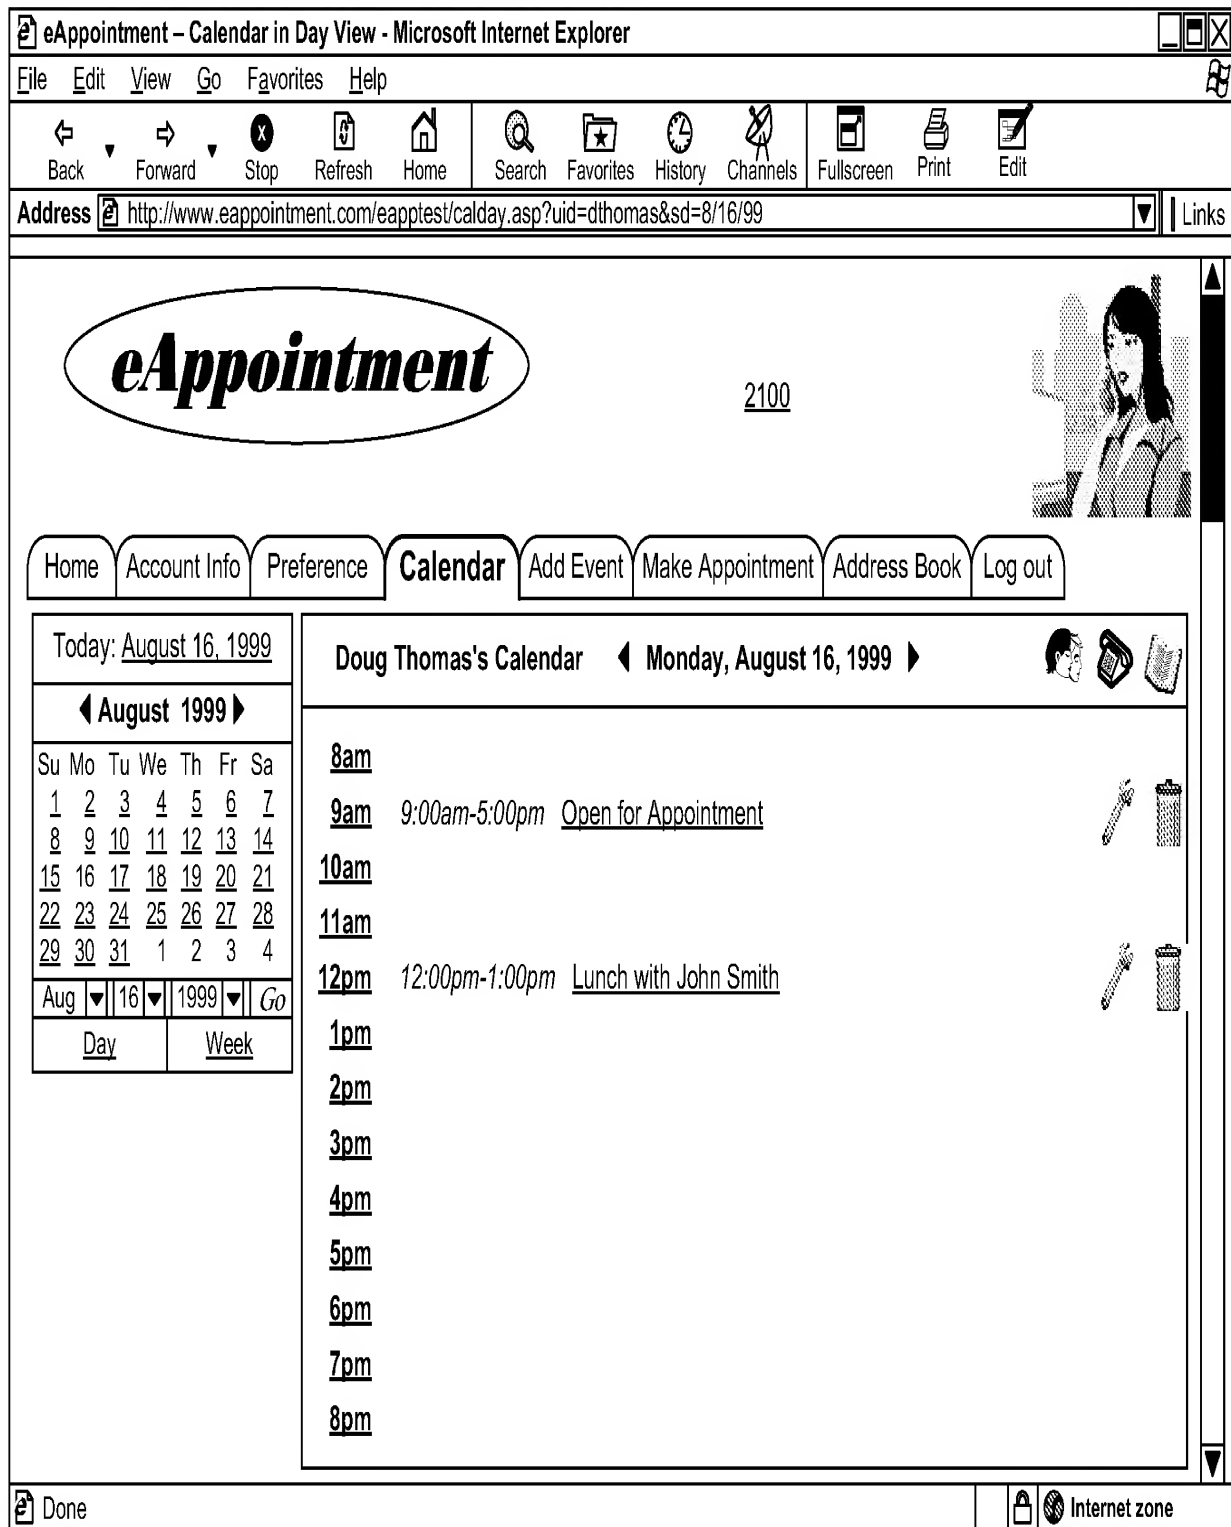 eAppointment – Calendar in Day View - Microsoft Internet Explorer
File Edit View Go Favorites Help
Back Forward Stop Refresh Home Search Favorites History Channels Fullscreen Print Edit
Address http://www.eappointment.com/eapptest/calday.asp?uid=dthomas&sd=8/16/99 Links
eAppointment
2100
Home Account Info Preference Calendar Add Event Make Appointment Address Book Log out
Today: August 16, 1999
August 1999
Su Mo Tu We Th Fr Sa
1 2 3 4 5 6 7
8 9 10 11 12 13 14
15 16 17 18 19 20 21
22 23 24 25 26 27 28
29 30 31 1 2 3 4
Aug 16 1999 Go
Day Week
Doug Thomas's Calendar Monday, August 16, 1999
8am
9am 9:00am-5:00pm Open for Appointment
10am
11am
12pm 12:00pm-1:00pm Lunch with John Smith
1pm
2pm
3pm
4pm
5pm
6pm
7pm
8pm
Done Internet zone